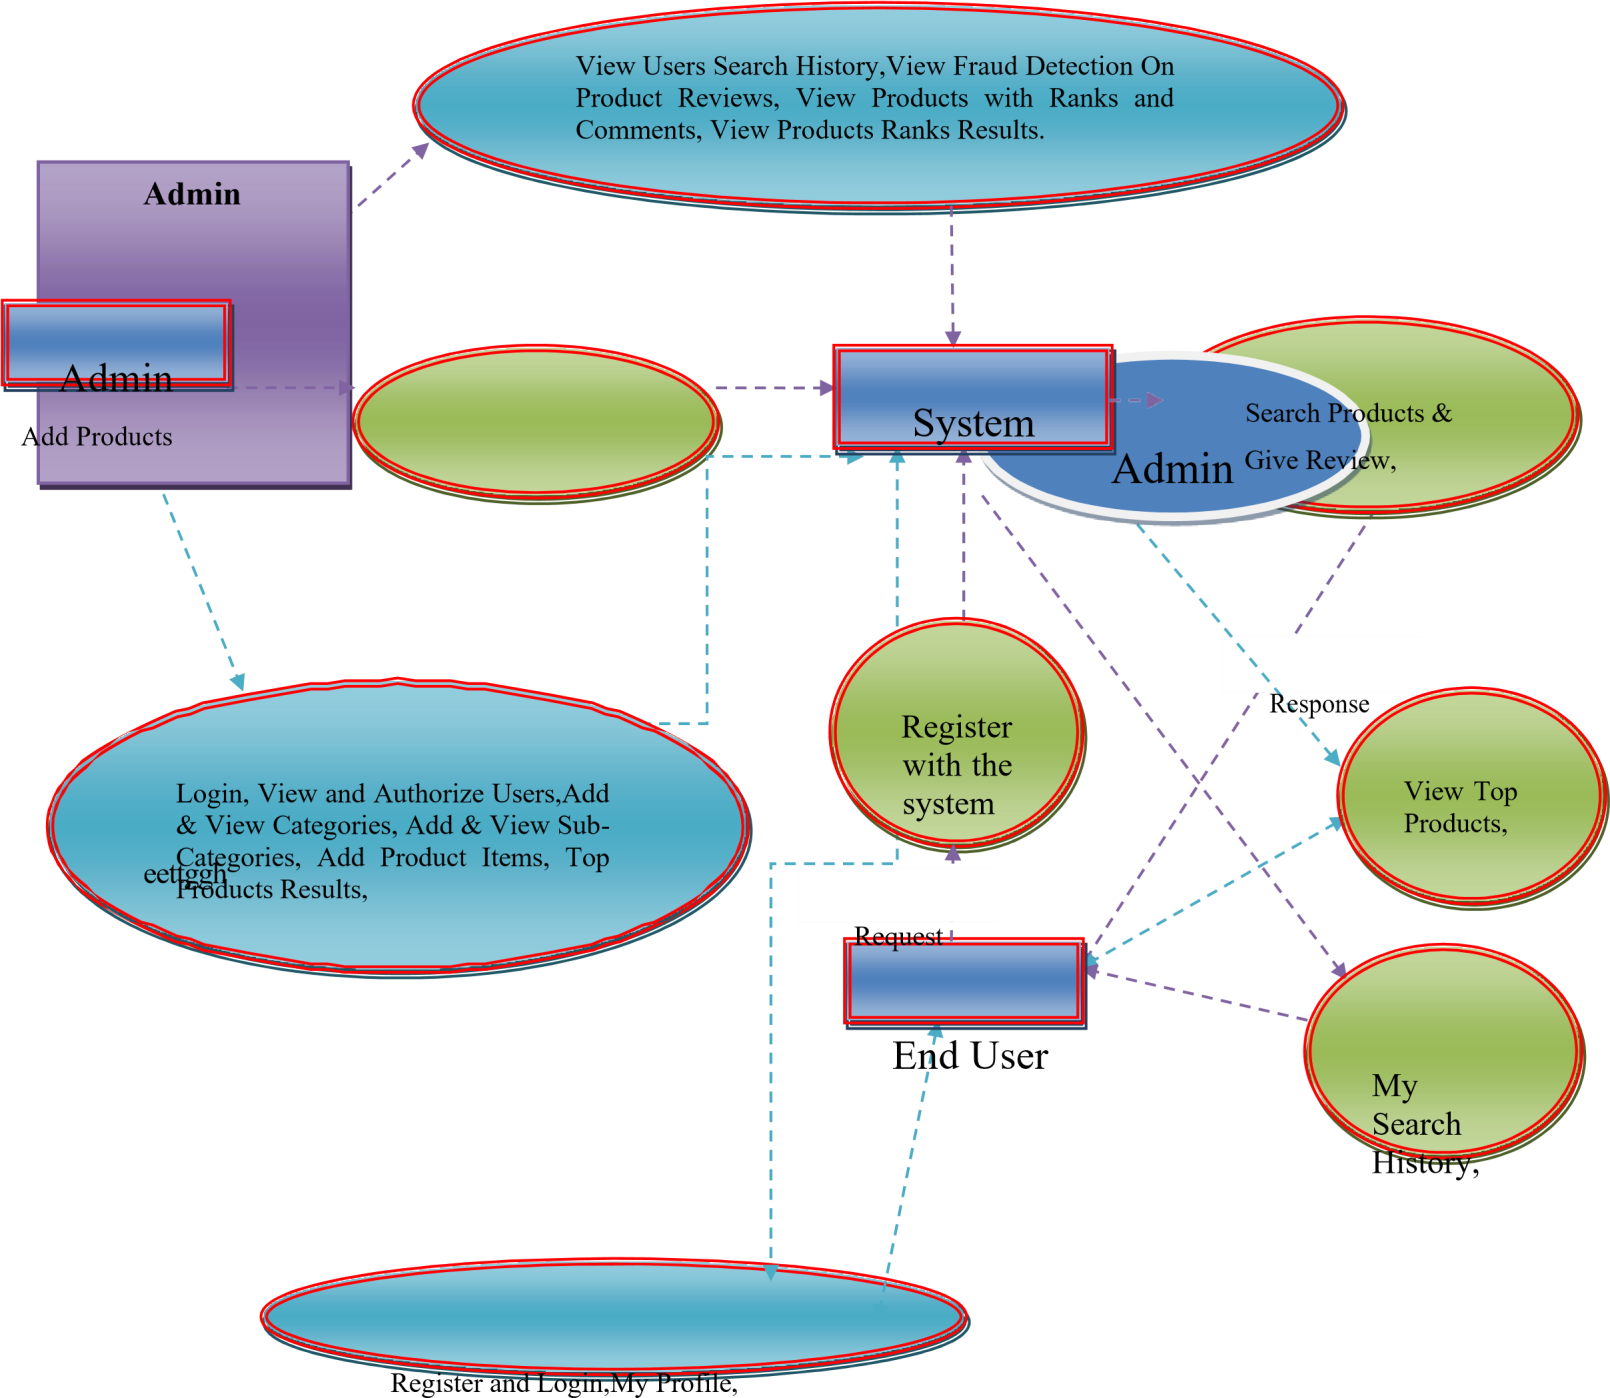 View Users Search History,View Fraud Detection On
Product Reviews, View Products with Ranks and
Comments, View Products Ranks Results.
Admin
Admin
Add Products
System
Admin
Search Products &
Give Review,
Register
with the
system
Response
View Top
Products,
Login, View and Authorize Users,Add
& View Categories, Add & View Sub-
Categories, Add Product Items, Top
Products Results,
eettggh
Request
End User
My
Search
History,
Register and Login,My Profile,